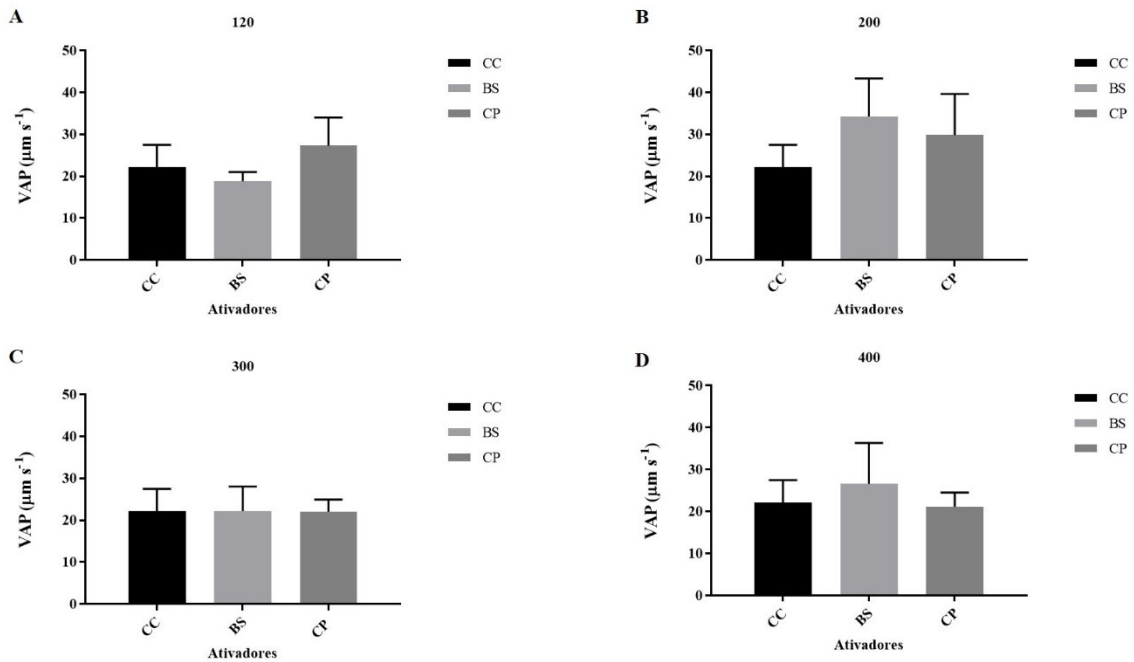 A
120
VAP (µm s⁻¹)
50
40
30
20
10
0
CC
BS
CP
Ativadores
CC
BS
CP
B
200
VAP (µm s⁻¹)
50
40
30
20
10
0
CC
BS
CP
Ativadores
CC
BS
CP
C
300
VAP (µm s⁻¹)
50
40
30
20
10
0
CC
BS
CP
Ativadores
CC
BS
CP
D
400
VAP (µm s⁻¹)
50
40
30
20
10
0
CC
BS
CP
Ativadores
CC
BS
CP